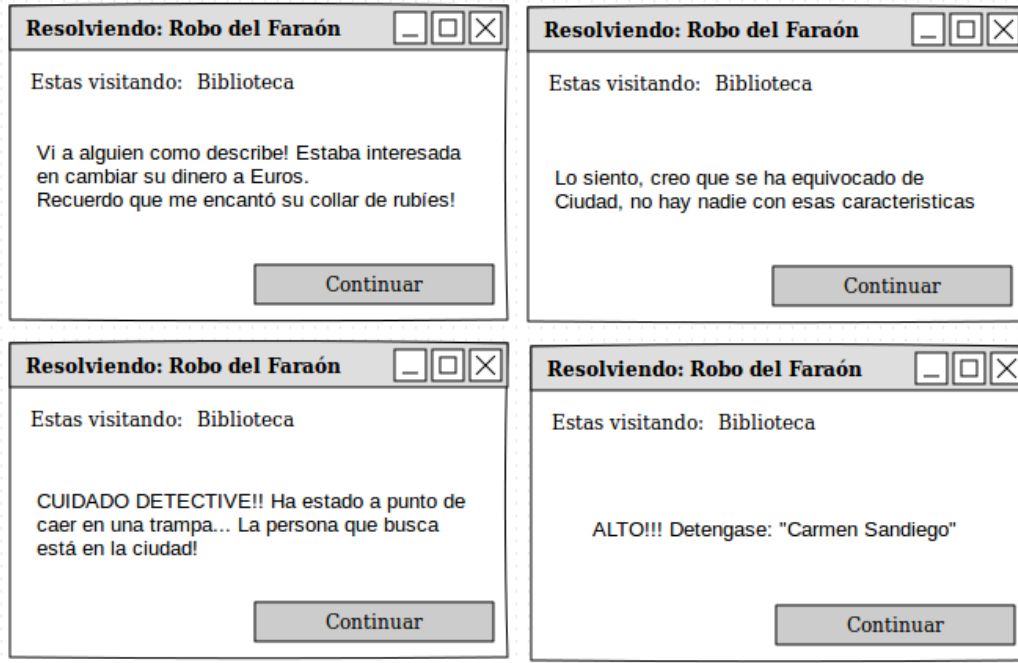 Resolviendo: Robo del Faraón
Estas visitando: Biblioteca
Vi a alguien como describe! Estaba interesada
en cambiar su dinero a Euros.
Recuerdo que me encantó su collar de rubíes!
Continuar
Resolviendo: Robo del Faraón
Estas visitando: Biblioteca
Lo siento, creo que se ha equivocado de
Ciudad, no hay nadie con esas caracteristicas
Continuar
Resolviendo: Robo del Faraón
Estas visitando: Biblioteca
CUIDADO DETECTIVE!! Ha estado a punto de
caer en una trampa... La persona que busca
está en la ciudad!
Continuar
Resolviendo: Robo del Faraón
Estas visitando: Biblioteca
ALTO!!! Detengase: "Carmen Sandiego"
Continuar